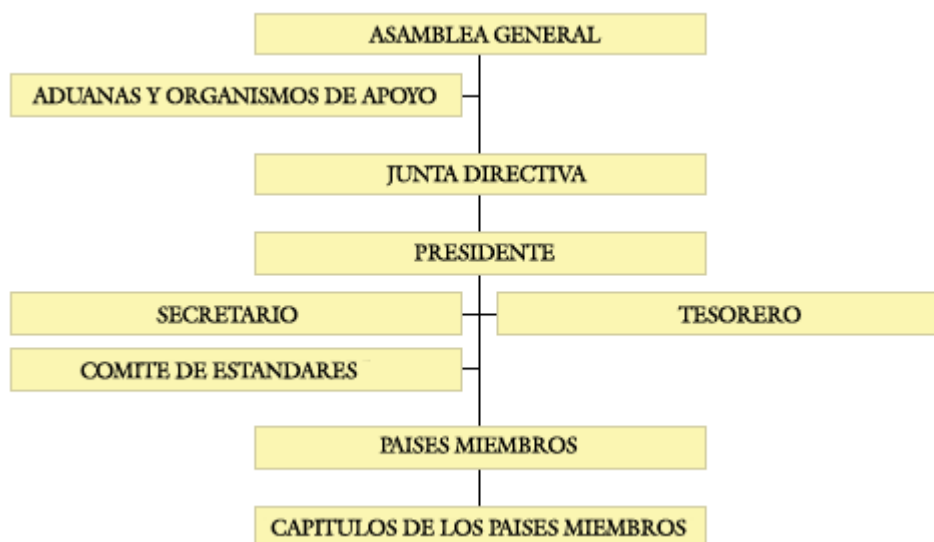 ASAMBLEA GENERAL
ADUANAS Y ORGANISMOS DE APOYO
JUNTA DIRECTIVA
PRESIDENTE
SECRETARIO
TESORERO
COMITE DE ESTANDARES
PAISES MIEMBROS
CAPITULOS DE LOS PAISES MIEMBROS